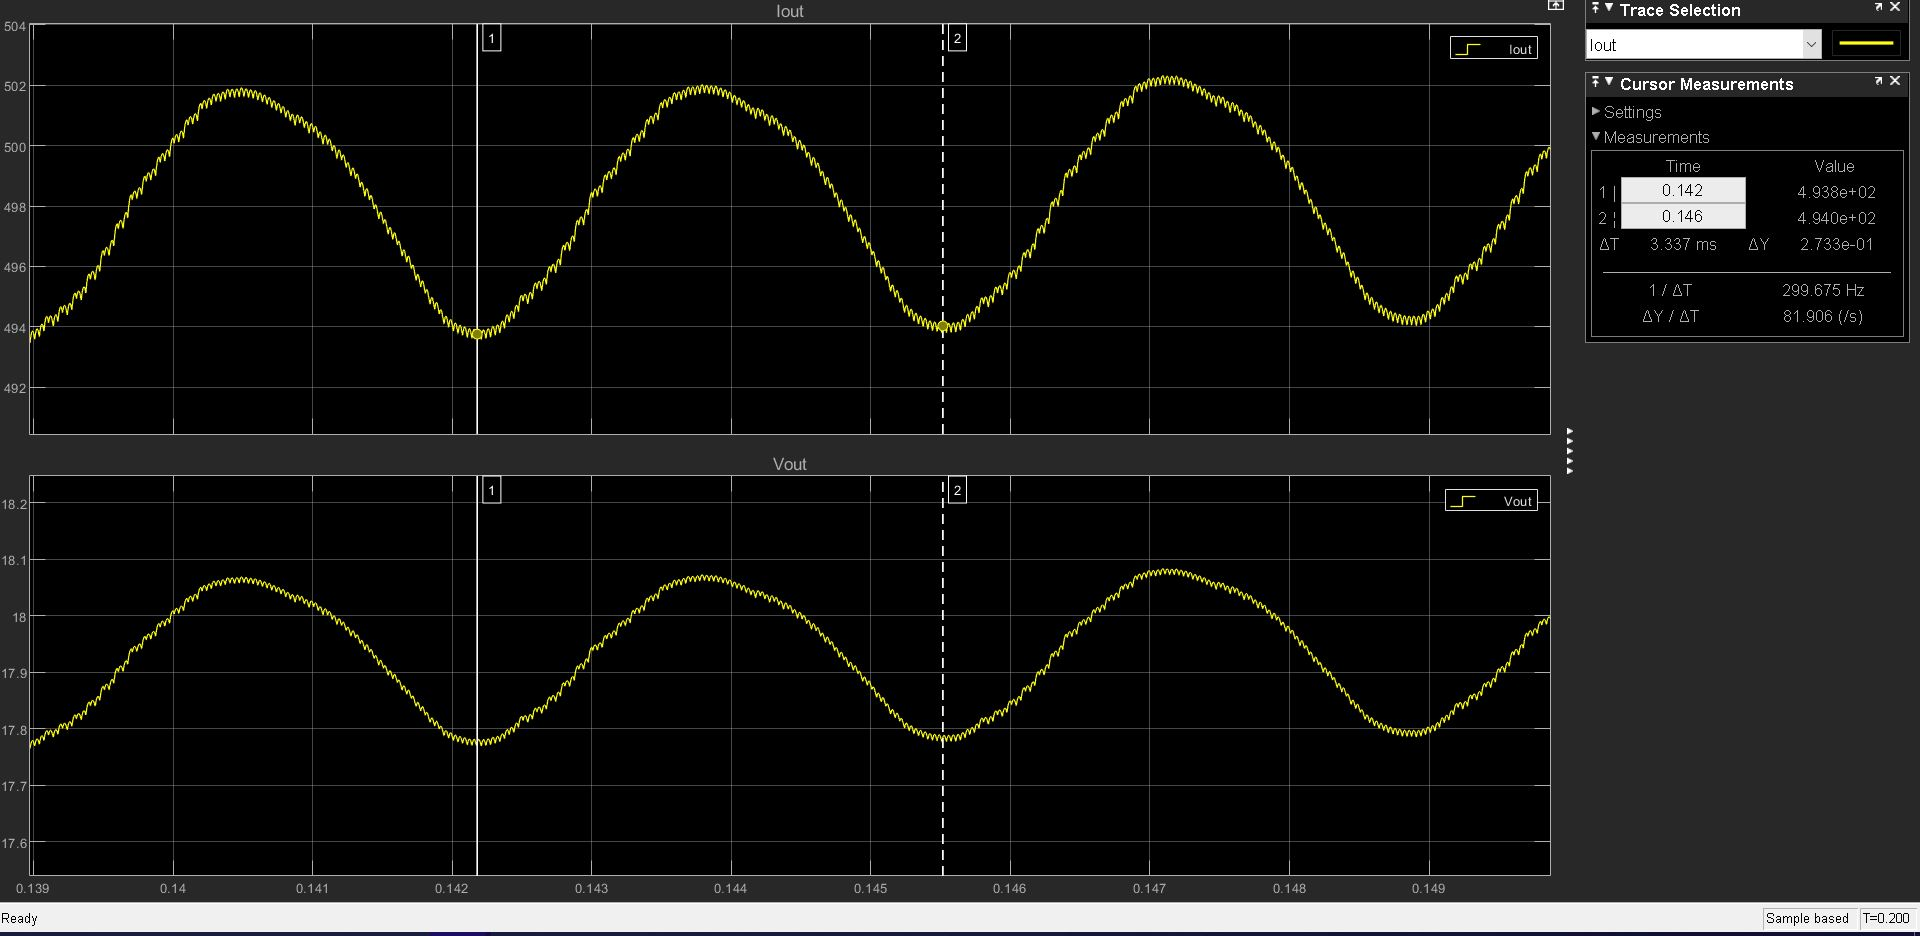 Iout
504
502
500
498
496
494
492
1
2
Iout
Vout
18.2
18.1
18
17.9
17.8
17.7
17.6
1
2
Vout
0.139 0.14 0.141 0.142 0.143 0.144 0.145 0.146 0.147 0.148 0.149
Trace Selection
Iout
Cursor Measurements
Settings
Measurements
Time Value
1 | 0.142 4.938e+02
2 ¦ 0.146 4.940e+02
ΔT 3.337 ms ΔY 2.733e-01
1 / ΔT 299.675 Hz
ΔY / ΔT 81.906 (/s)
Ready Sample based T=0.200